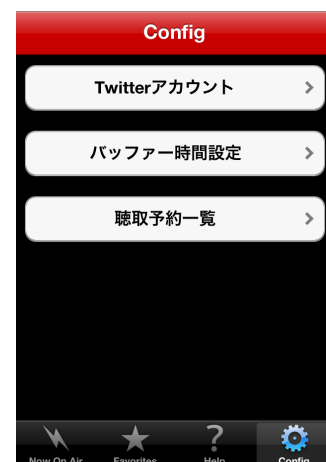 Config
Twitterアカウント
バッファー時間設定
聴取予約一覧
Now On Air
Favorites
Help
Config